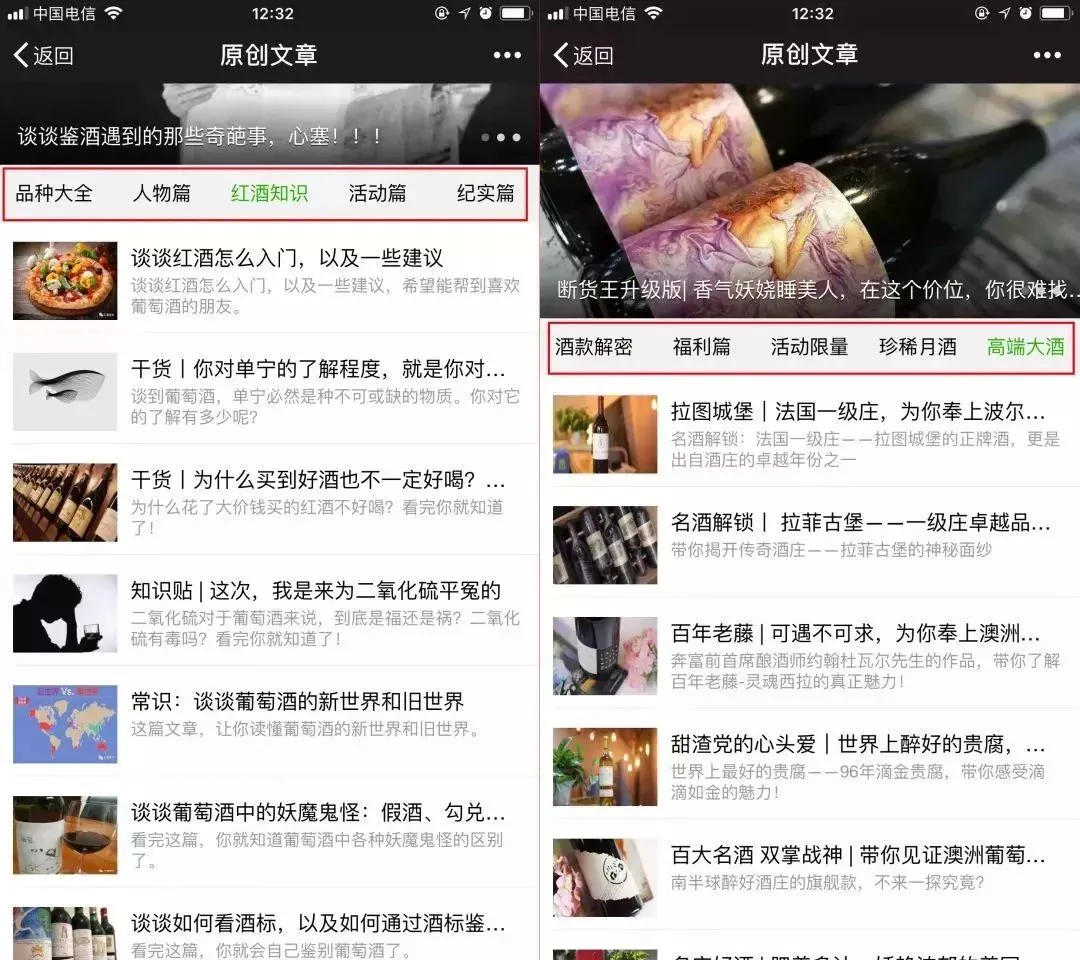 中国电信
12:32
返回
原创文章
谈谈鉴酒遇到的那些奇葩事，心塞！！！
品种大全
人物篇
红酒知识
活动篇
纪实篇
谈谈红酒怎么入门，以及一些建议
谈谈红酒怎么入门，以及一些建议，希望能帮到喜欢
葡萄酒的朋友。
干货丨你对单宁的了解程度，就是你对...
谈到葡萄酒，单宁必然是种不可或缺的物质。你对它
的了解有多少呢？
干货丨为什么买到好酒也不一定好喝？...
为什么花了大价钱买的红酒不好喝？看完你就知道
了！
知识贴 | 这次，我是来为二氧化硫平冤的
二氧化硫对于葡萄酒来说，到底是福还是祸？二氧化
硫有毒吗？看完你就知道了！
常识：谈谈葡萄酒的新世界和旧世界
这篇文章，让你读懂葡萄酒的新世界和旧世界。
谈谈葡萄酒中的妖魔鬼怪：假酒、勾兑...
看完这篇，你就知道葡萄酒中各种妖魔鬼怪的区别
了。
谈谈如何看酒标，以及如何通过酒标鉴...
看完这篇，你就会自己鉴别葡萄酒了。
中国电信
12:32
返回
原创文章
断货王升级版| 香气妖娆睡美人，在这个价位，你很难找...
酒款解密
福利篇
活动限量
珍稀月酒
高端大酒
拉图城堡丨法国一级庄，为你奉上波尔...
名酒解锁：法国一级庄——拉图城堡的正牌酒，更是
出自酒庄的卓越年份之一
名酒解锁丨 拉菲古堡——一级庄卓越品...
带你揭开传奇酒庄——拉菲古堡的神秘面纱
百年老藤 | 可遇不可求，为你奉上澳洲...
奔富前首席酿酒师约翰杜瓦尔先生的作品，带你了解
百年老藤-灵魂西拉的真正魅力！
甜渣党的心头爱丨世界上醉好的贵腐，...
世界上最好的贵腐——96年滴金贵腐，带你感受滴
滴如金的魅力！
百大名酒 双掌战神 | 带你见证澳洲葡萄...
南半球醉好酒庄的旗舰款，不来一探究竟？